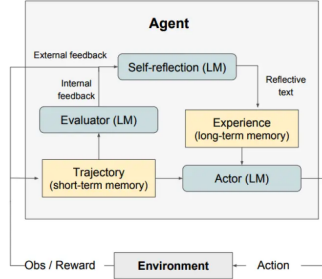 Agent
External feedback
Self-reflection (LM)
Internal
feedback
Reflective
text
Evaluator (LM)
Experience
(long-term memory)
Trajectory
(short-term memory)
Actor (LM)
Obs / Reward
Environment
Action